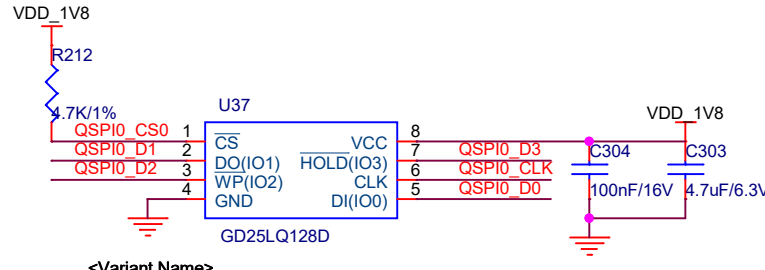 VDD_1V8
R212
4.7K/1%
U37
VDD_1V8
QSPI0_CS0 1 CS VCC 8
QSPI0_D1 2 DO(IO1) HOLD(IO3) 7 QSPI0_D3
QSPI0_D2 3 WP(IO2) CLK 6 QSPI0_CLK
4 GND DI(IO0) 5 QSPI0_D0
C304 C303
100nF/16V 4.7uF/6.3V
GD25LQ128D
<Variant Name>